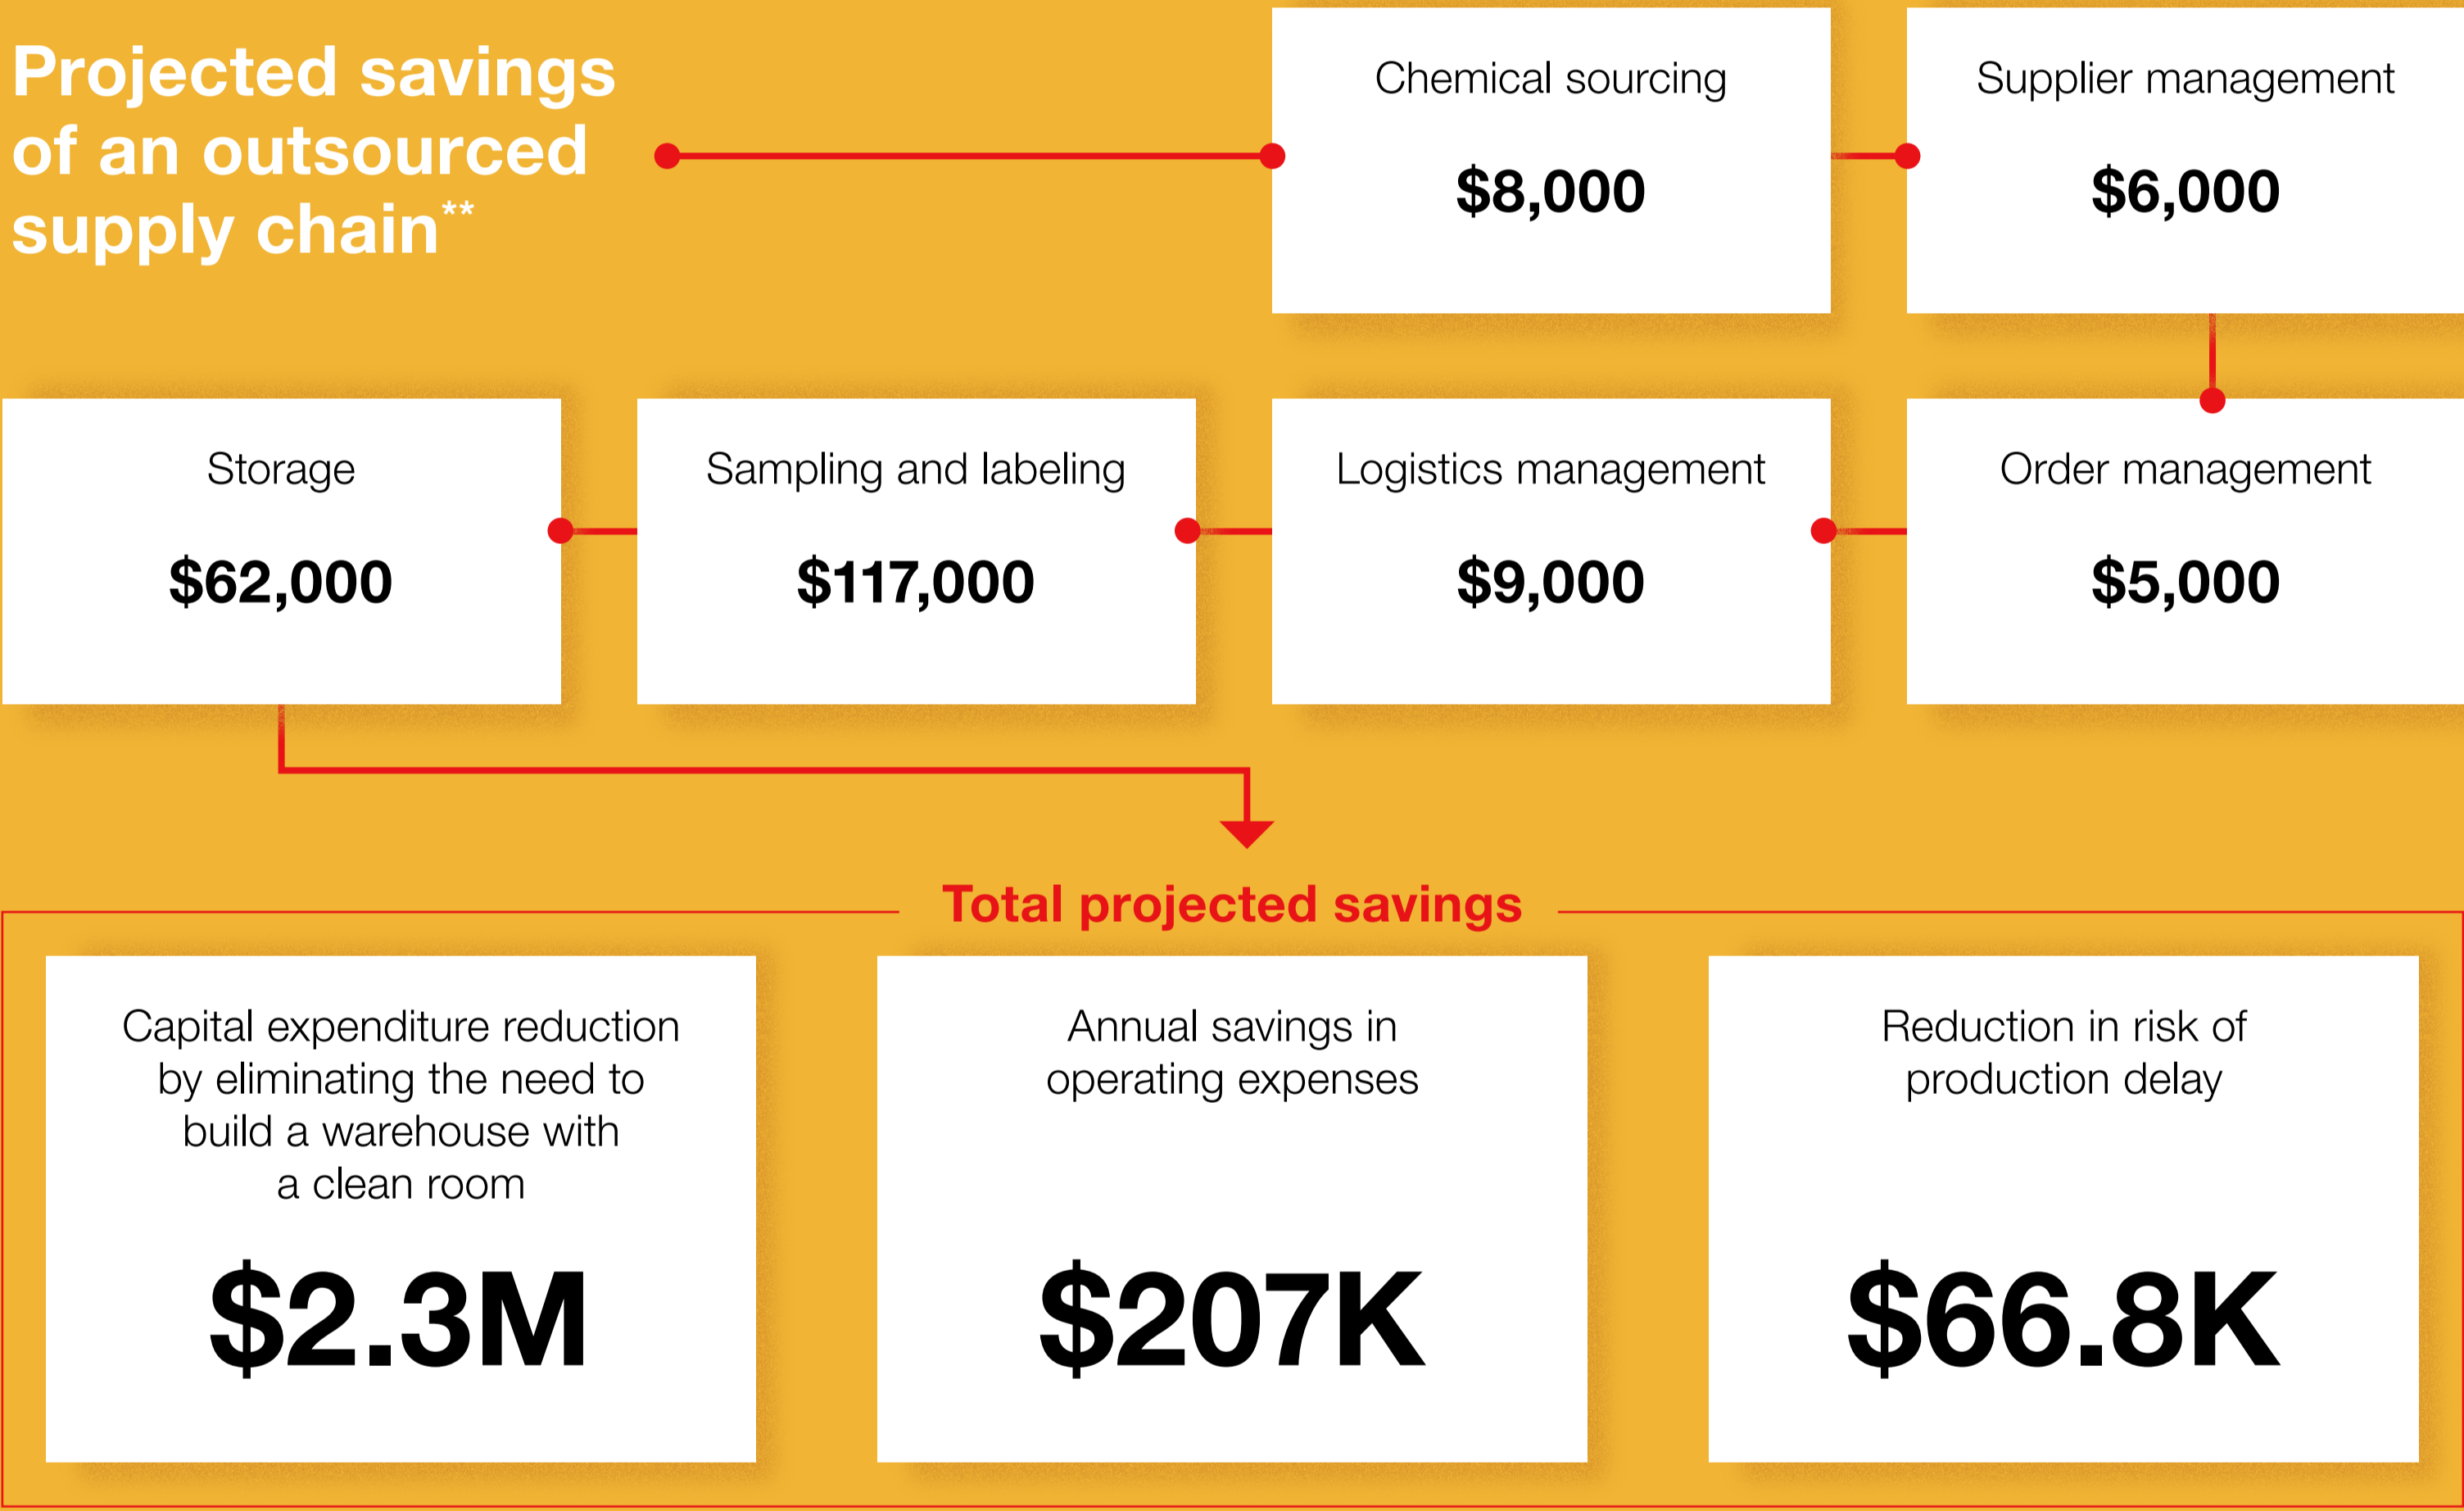 Projected savings
of an outsourced
supply chain**
Chemical sourcing
$8,000
Supplier management
$6,000
Order management
$5,000
Logistics management
$9,000
Sampling and labeling
$117,000
Storage
$62,000
Total projected savings
Capital expenditure reduction
by eliminating the need to
build a warehouse with
a clean room
$2.3M
Annual savings in
operating expenses
$207K
Reduction in risk of
production delay
$66.8K